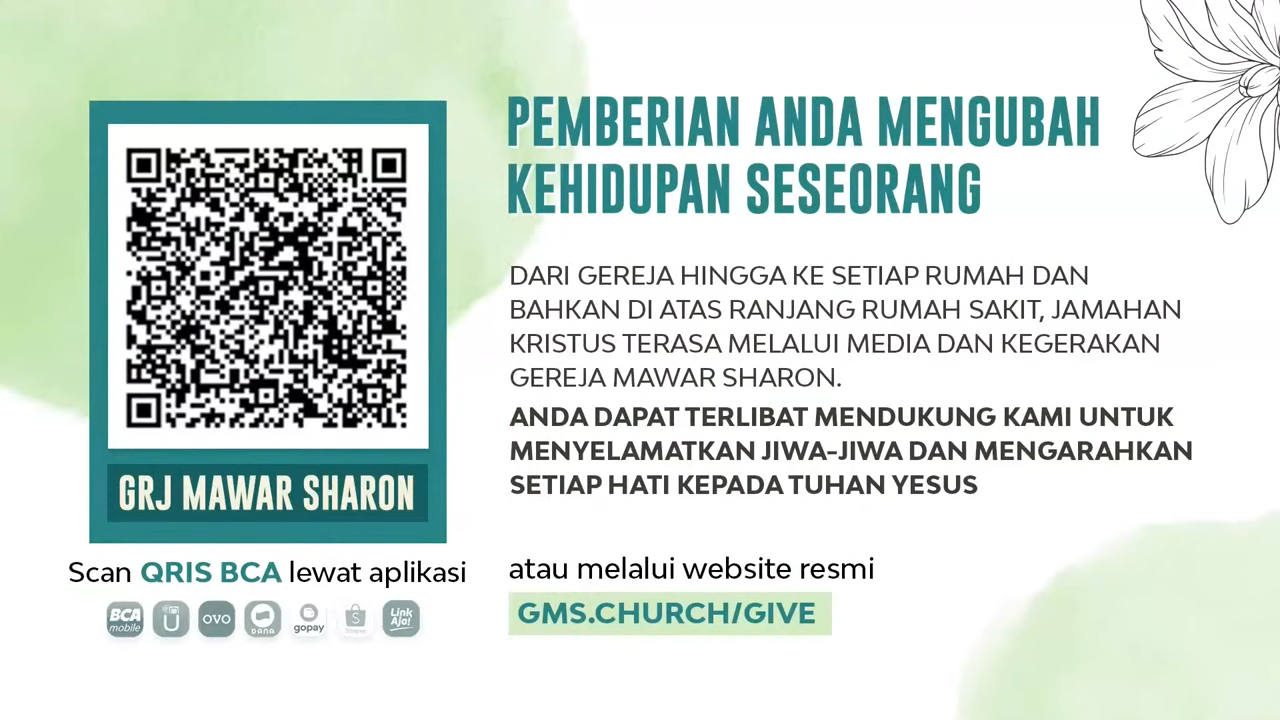 PEMBERIAN ANDA MENGUBAH
KEHIDUPAN SESEORANG
DARI GEREJA HINGGA KE SETIAP RUMAH DAN
BAHKAN DI ATAS RANJANG RUMAH SAKIT, JAMAHAN
KRISTUS TERASA MELALUI MEDIA DAN KEGERAKAN
GEREJA MAWAR SHARON.
ANDA DAPAT TERLIBAT MENDUKUNG KAMI UNTUK
MENYELAMATKAN JIWA-JIWA DAN MENGARAHKAN
SETIAP HATI KEPADA TUHAN YESUS
GRJ MAWAR SHARON
Scan QRIS BCA lewat aplikasi
BCA
mobile
U
OVO
DANA
gopay
S
Shopee
Link
Aja!
atau melalui website resmi
GMS.CHURCH/GIVE